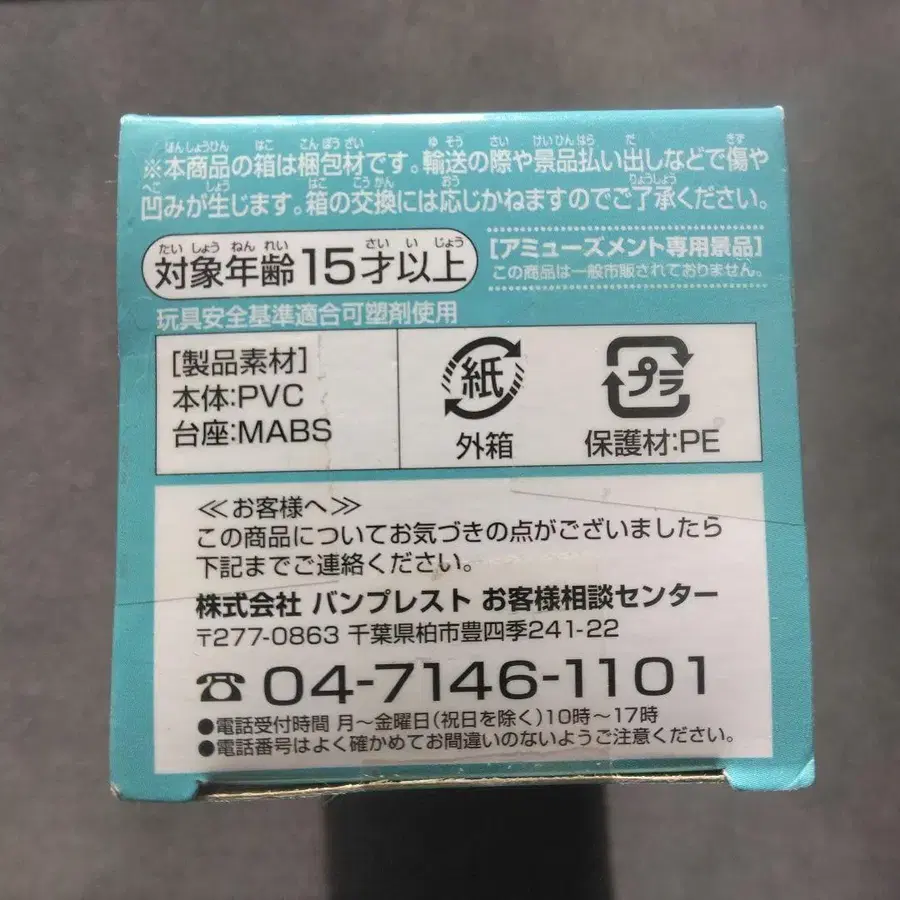 ※本商品の箱は梱包材です。輸送の際や景品払い出しなどで傷や
凹みが生じます。箱の交換には応じかねますのでご了承ください。
対象年齢15才以上
[アミューズメント専用景品]
この商品は一般市販されておりません。
玩具安全基準適合可塑剤使用
[製品素材]
本体:PVC
台座:MABS
紙
外箱
プラ
保護材:PE
≪お客様へ≫
この商品についてお気づきの点がございましたら
下記までご連絡ください。
株式会社 バンプレスト お客様相談センター
〒277-0863 千葉県柏市豊四季241-22
☎ 04-7146-1101
●電話受付時間 月〜金曜日(祝日を除く)10時〜17時
●電話番号はよく確かめてお間違いのないようご注意ください。